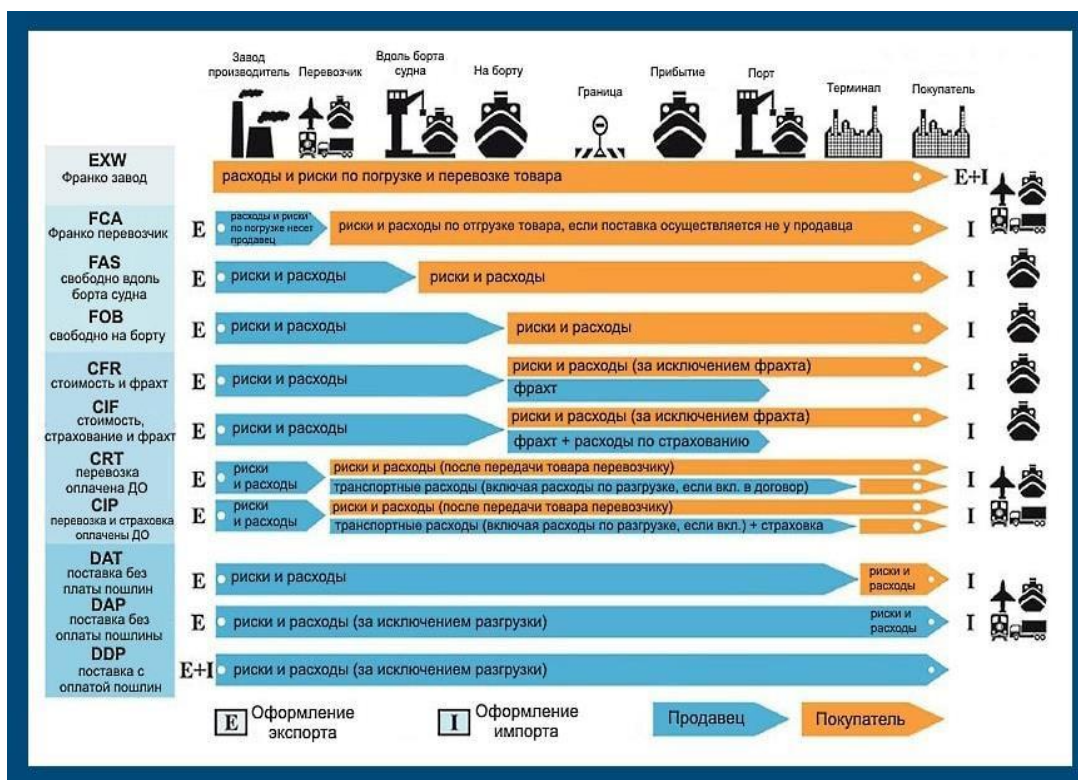 Завод
производитель
Перевозчик
Вдоль борта
судна
На борту
Граница
Прибытие
Порт
Терминал
Покупатель
EXW
Франко завод
расходы и риски по погрузке и перевозке товара
E+I
FCA
Франко перевозчик
E
расходы и риски
по погрузке несет
продавец
риски и расходы по отгрузке товара, если поставка осуществляется не у продавца
I
FAS
свободно вдоль
борта судна
E
риски и расходы
риски и расходы
I
FOB
свободно на борту
E
риски и расходы
риски и расходы
I
CFR
стоимость и фрахт
E
риски и расходы
риски и расходы (за исключением фрахта)
фрахт
I
CIF
стоимость,
страхование и фрахт
E
риски и расходы
риски и расходы (за исключением фрахта)
фрахт + расходы по страхованию
I
CRT
перевозка
оплачена ДО
E
риски
и расходы
риски и расходы (после передачи товара перевозчику)
транспортные расходы (включая расходы по разгрузке, если вкл. в договор)
I
CIP
перевозка и страховка
оплачены ДО
E
риски
и расходы
риски и расходы (после передачи товара перевозчику)
транспортные расходы (включая расходы по разгрузке, если вкл.) + страховка
I
DAT
поставка без
платы пошлин
E
риски и расходы
риски и
расходы
I
DAP
поставка без
оплаты пошлины
E
риски и расходы (за исключением разгрузки)
риски и
расходы
I
DDP
поставка с
оплатой пошлин
E+I
риски и расходы (за исключением разгрузки)
E
Оформление
экспорта
I
Оформление
импорта
Продавец
Покупатель